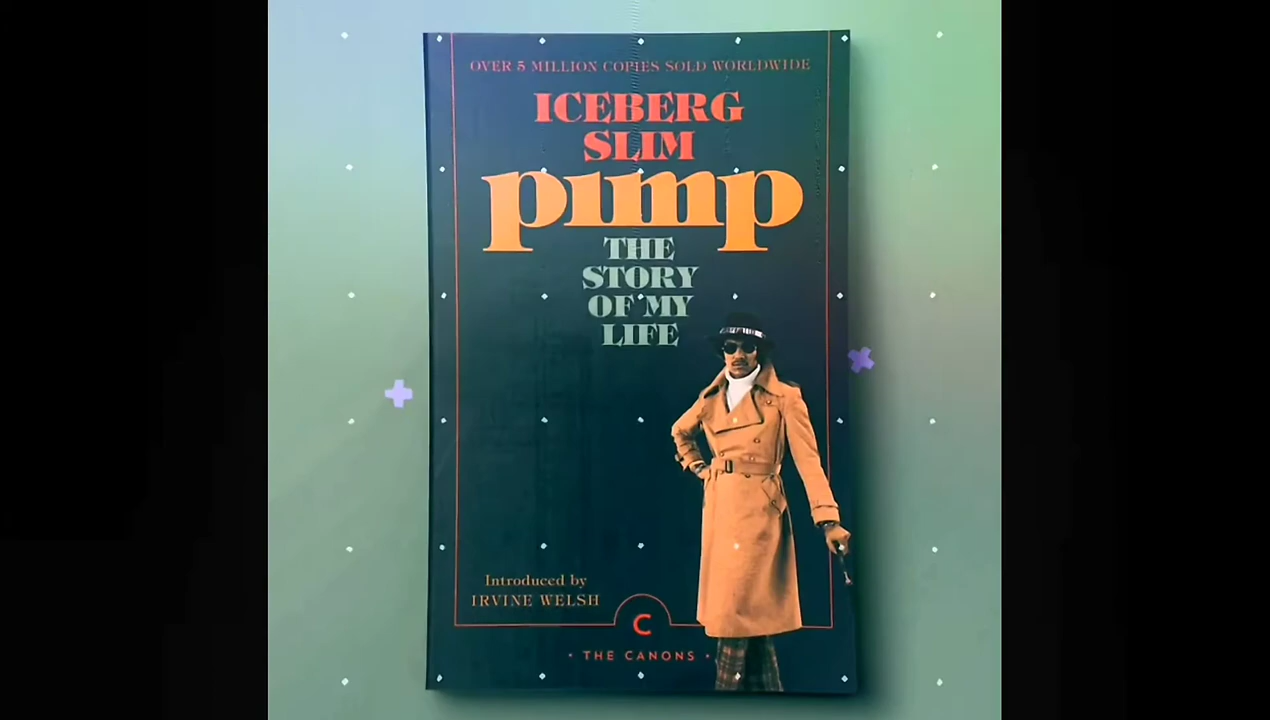 OVER 5 MILLION COPIES SOLD WORLDWIDE
ICEBERG
SLIM
pimp
THE
STORY
OF MY
LIFE
Introduced by
IRVINE WELSH
C
• THE CANONS •